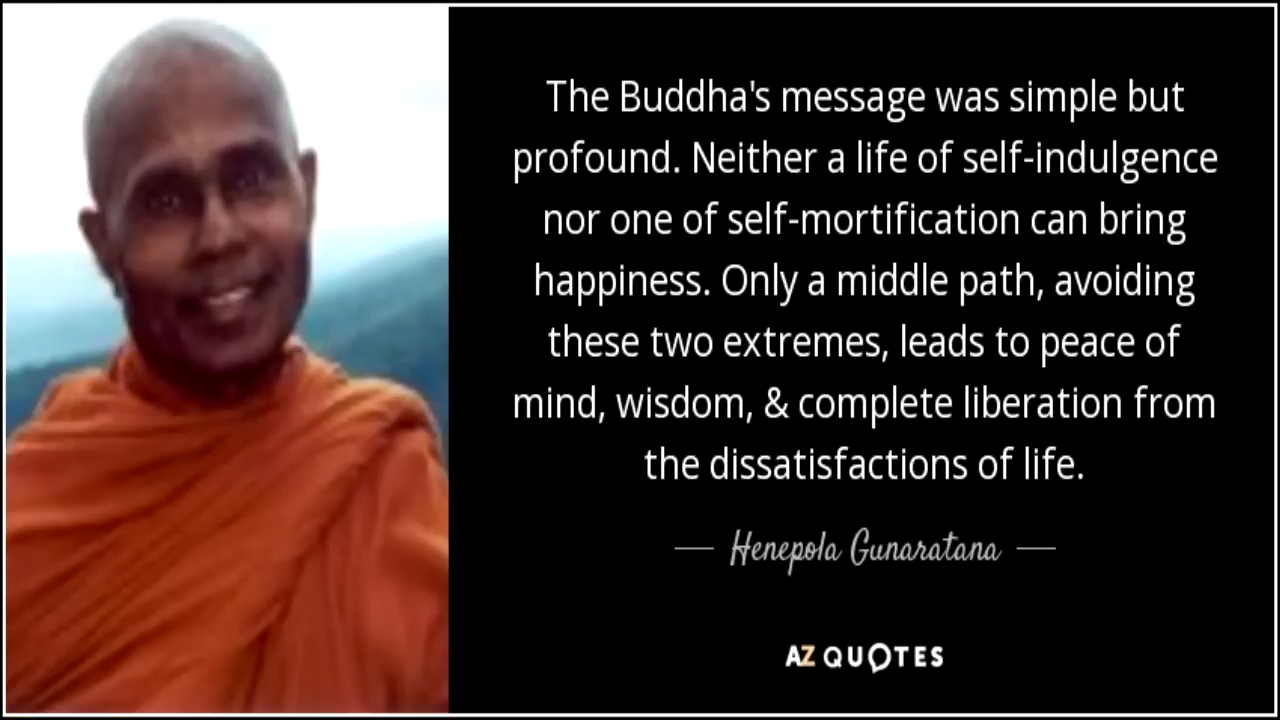 The Buddha's message was simple but
profound. Neither a life of self-indulgence
nor one of self-mortification can bring
happiness. Only a middle path, avoiding
these two extremes, leads to peace of
mind, wisdom, & complete liberation from
the dissatisfactions of life.
Henepola Gunaratana
AZ QUOTES